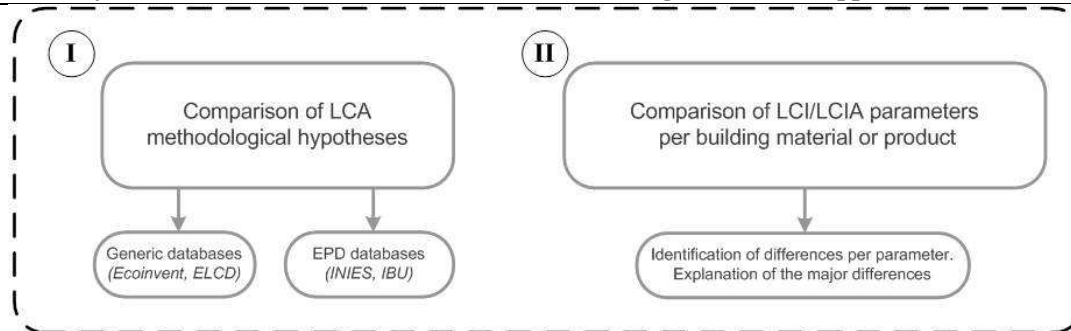 I
II
Comparison of LCA
methodological hypotheses
Comparison of LCI/LCIA parameters
per building material or product
Generic databases
(Ecoinvent, ELCD)
EPD databases
(INIES, IBU)
Identification of differences per parameter.
Explanation of the major differences